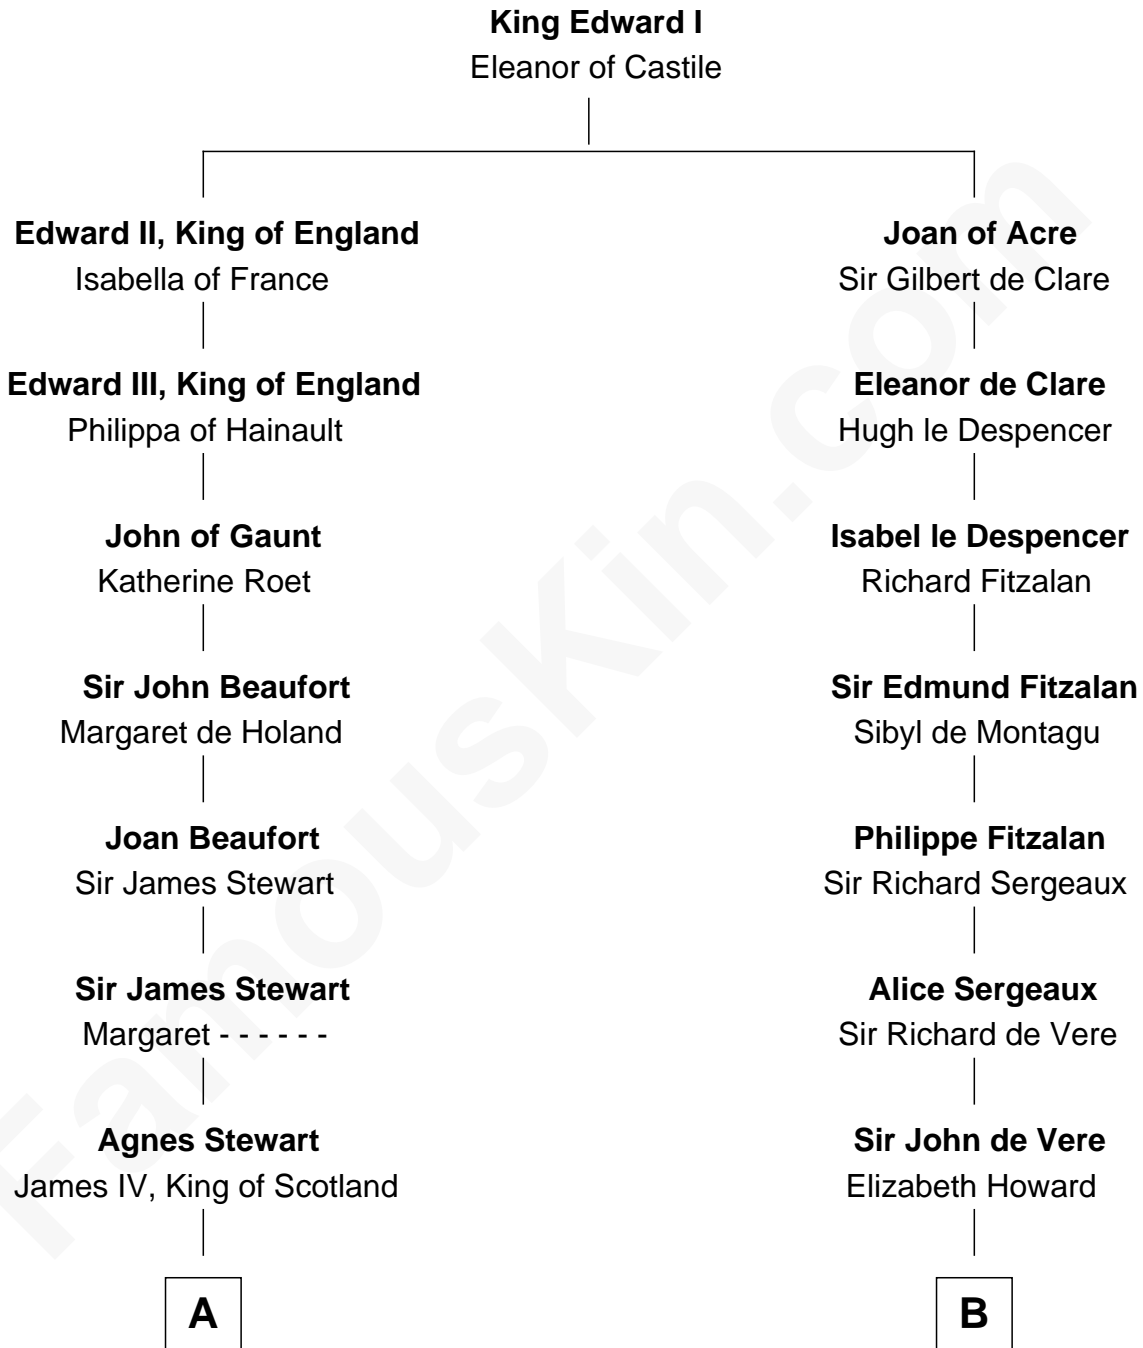 King Edward I
Eleanor of Castile
Edward II, King of England
Isabella of France
Edward III, King of England
Philippa of Hainault
John of Gaunt
Katherine Roet
Sir John Beaufort
Margaret de Holand
Joan Beaufort
Sir James Stewart
Sir James Stewart
Margaret - - - - - -
Agnes Stewart
James IV, King of Scotland
A
Joan of Acre
Sir Gilbert de Clare
Eleanor de Clare
Hugh le Despencer
Isabel le Despencer
Richard Fitzalan
Sir Edmund Fitzalan
Sibyl de Montagu
Philippe Fitzalan
Sir Richard Sergeaux
Alice Sergeaux
Sir Richard de Vere
Sir John de Vere
Elizabeth Howard
B
FamousKin.com